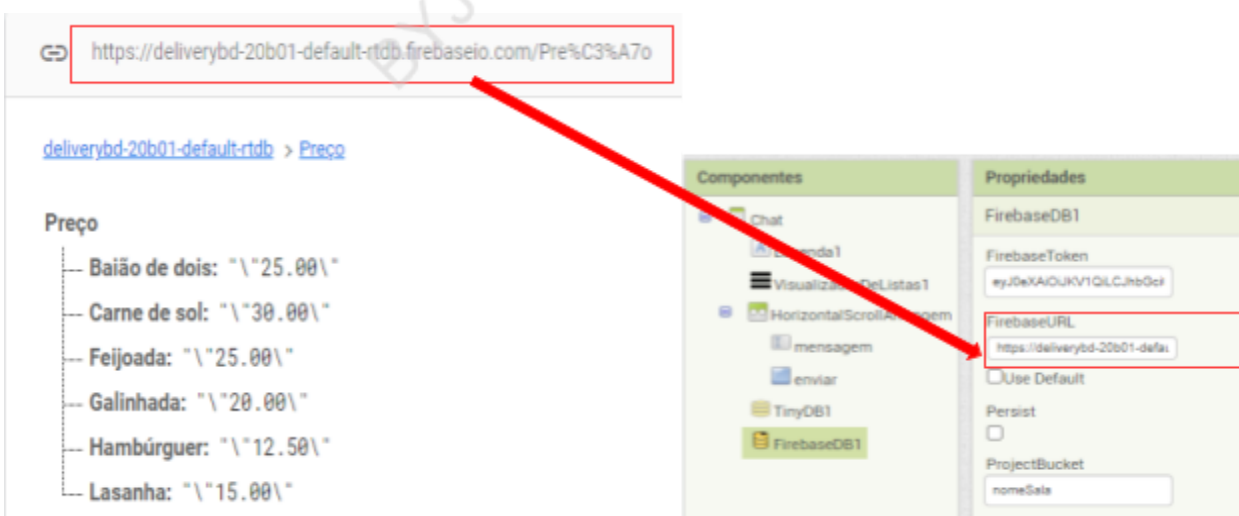 https://deliverybd-20b01-default-rtdb.firebaseio.com/Pre%C3%A7o
deliverybd-20b01-default-rtdb > Preço
Preço
Baião de dois: "\"25.00\"
Carne de sol: "\"30.00\"
Feijoada: "\"25.00\"
Galinhada: "\"20.00\"
Hambúrguer: "\"12.50\"
Lasanha: "\"15.00\"
Componentes
Chat
VisualizaçãoDeListas1
mensagem
enviar
TinyDB1
FirebaseDB1
Propriedades
FirebaseDB1
FirebaseToken
FirebaseURL
https://deliverybd-20b01-defau
Use Default
Persist
ProjectBucket
nomeSala